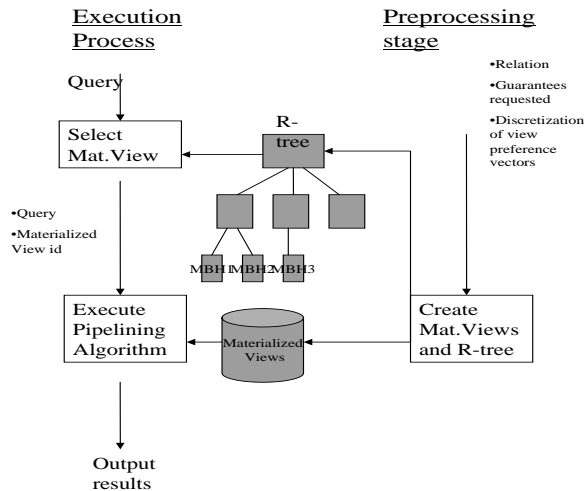 Execution
Process
Preprocessing
stage
•Relation
•Guarantees
requested
•Discretization
of view
preference
vectors
Query
Select
Mat.View
R-
tree
•Query
•Materialized
View id
MBH1
MBH2
MBH3
Execute
Pipelining
Algorithm
Materialized
Views
Create
Mat.Views
and R-tree
Output
results